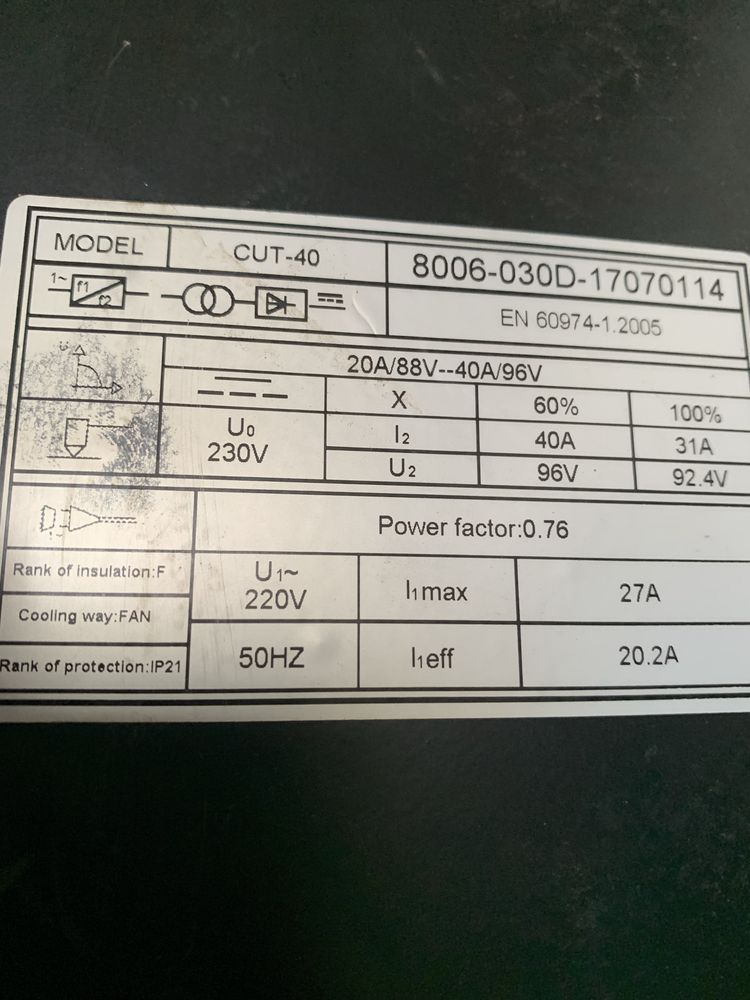 MODEL CUT-40 8006-030D-17070114
1~ f1 f2 EN 60974-1.2005
20A/88V--40A/96V
X 60% 100%
U₀ 230V I₂ 40A 31A
U₂ 96V 92.4V
Power factor:0.76
Rank of insulation:F
Cooling way:FAN
Rank of protection:IP21
U₁~ 220V I₁max 27A
50HZ I₁eff 20.2A